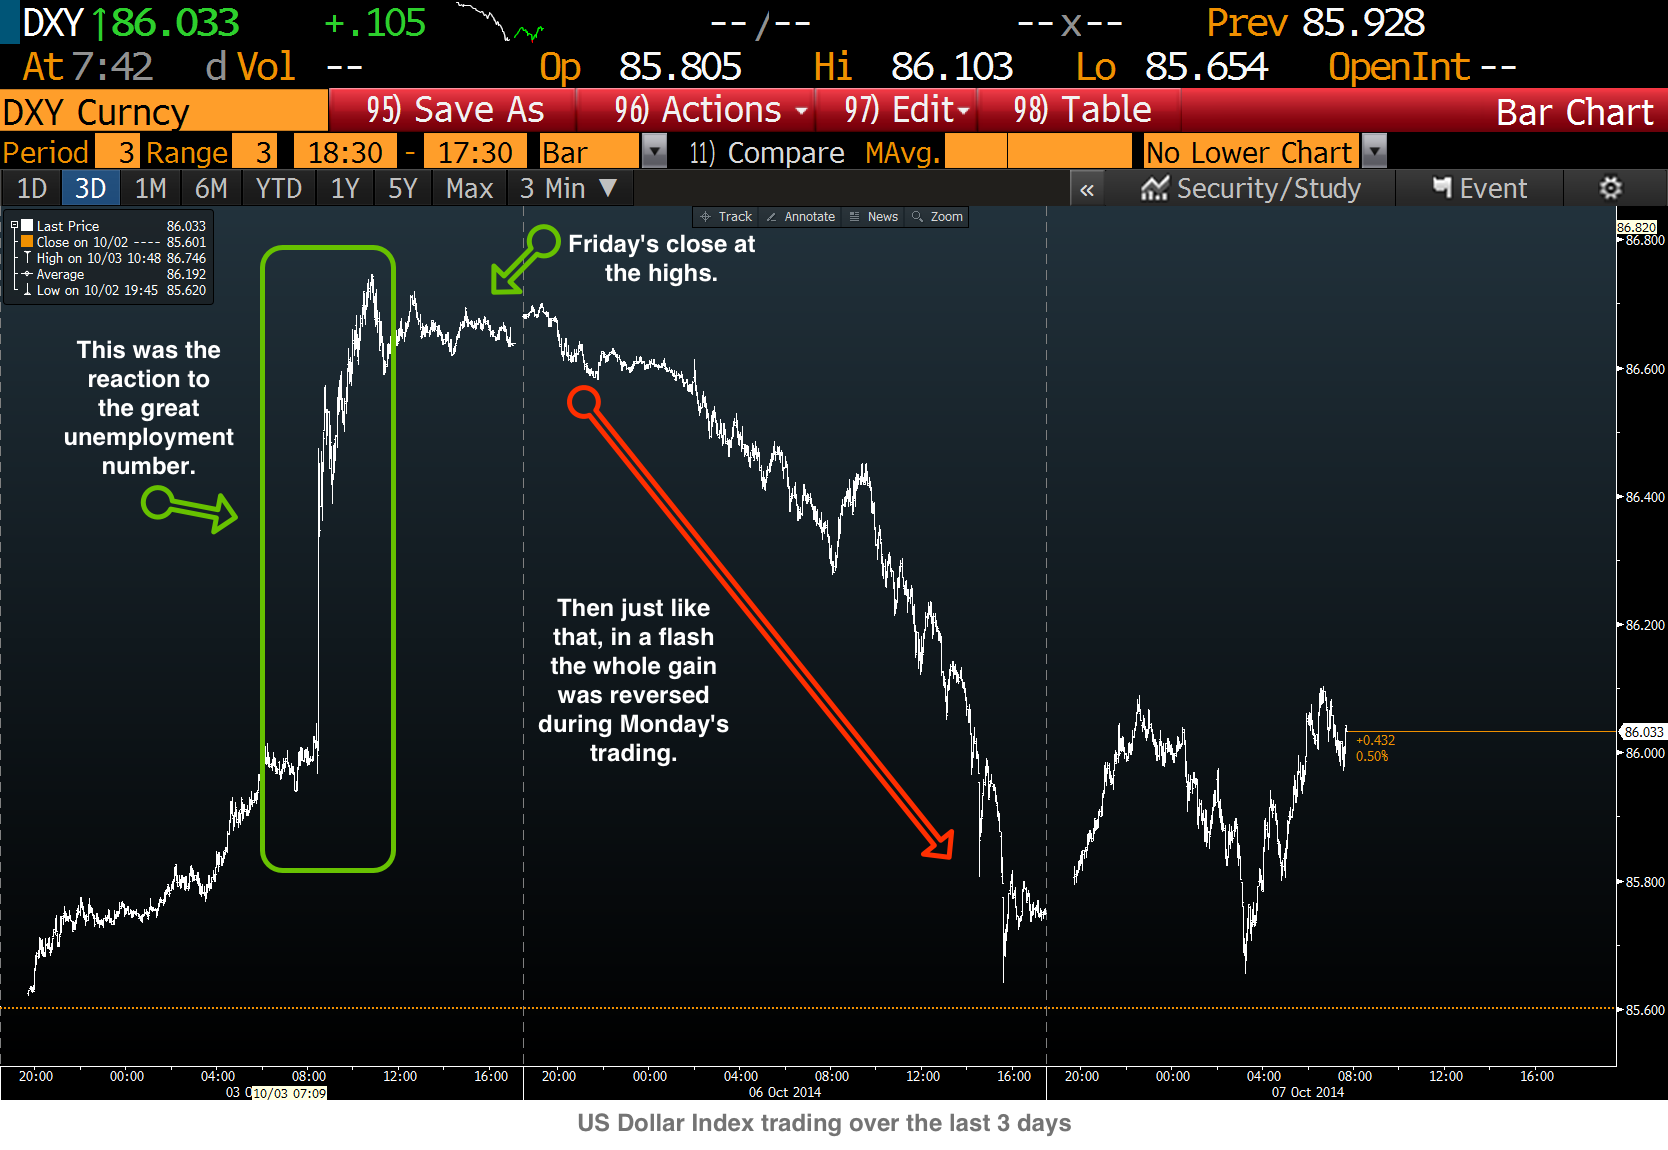 DXY ↑86.033 +.105 --/-- --x-- Prev 85.928
At 7:42 d Vol -- Op 85.805 Hi 86.103 Lo 85.654 OpenInt --
DXY Curncy 95) Save As 96) Actions 97) Edit 98) Table Bar Chart
Period 3 Range 3 18:30 - 17:30 Bar 11) Compare MAvg. No Lower Chart
1D 3D 1M 6M YTD 1Y 5Y Max 3 Min ▼ « Security/Study Event
Track Annotate News Zoom
Last Price 86.033
Close on 10/02 ---- 85.601
High on 10/03 10:48 86.746
Average 86.192
Low on 10/02 19:45 85.620
Friday's close at
the highs.
This was the
reaction to
the great
unemployment
number.
Then just like
that, in a flash
the whole gain
was reversed
during Monday's
trading.
+0.432
0.50%
86.820
86.800
86.600
86.400
86.200
86.033
86.000
85.800
85.600
20:00 00:00 04:00 08:00 12:00 16:00 20:00 00:00 04:00 08:00 12:00 16:00 20:00 00:00 04:00 08:00 12:00 16:00
03 O 10/03 07:09 06 Oct 2014 07 Oct 2014
US Dollar Index trading over the last 3 days